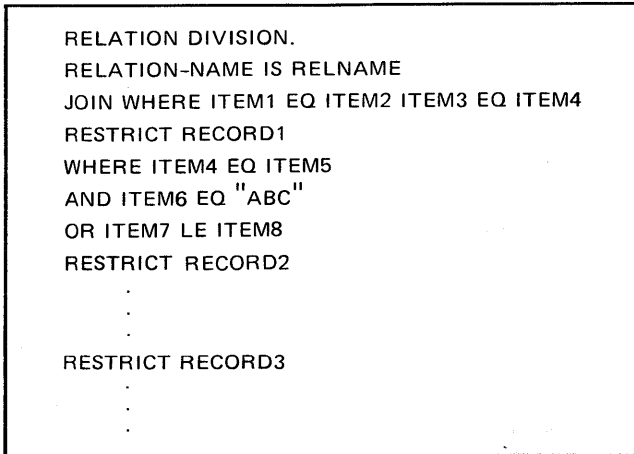 RELATION DIVISION.
RELATION-NAME IS RELNAME
JOIN WHERE ITEM1 EQ ITEM2 ITEM3 EQ ITEM4
RESTRICT RECORD1
WHERE ITEM4 EQ ITEM5
AND ITEM6 EQ "ABC"
OR ITEM7 LE ITEM8
RESTRICT RECORD2
.
.
.
RESTRICT RECORD3
.
.
.